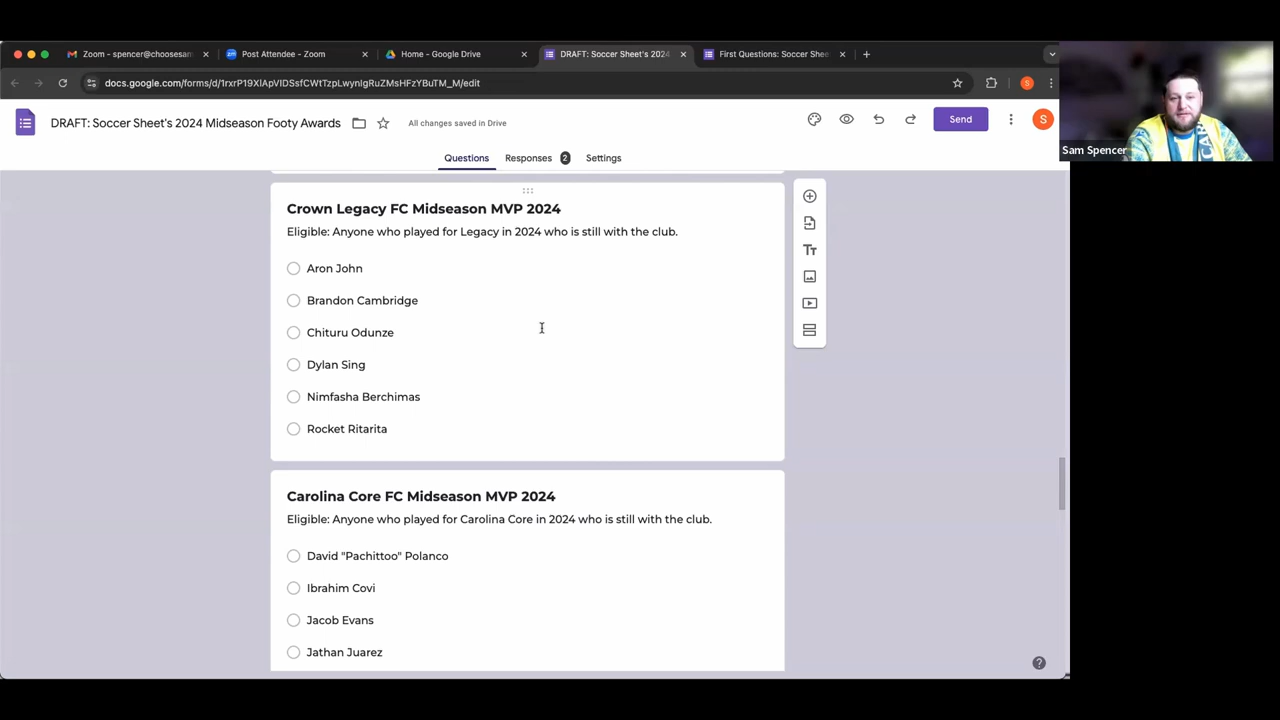 Zoom - spencer@choosesan
Post Attendee - Zoom
Home - Google Drive
DRAFT: Soccer Sheet's 2024
First Questions: Soccer Shee
docs.google.com/forms/d/1rxrP19XlApVIDSsfCWtTzpLwynIgRuZMsHFzYBuTM_M/edit
S
DRAFT: Soccer Sheet's 2024 Midseason Footy Awards
All changes saved in Drive
Send
S
Sam Spencer
Questions
Responses 2
Settings
Crown Legacy FC Midseason MVP 2024
Eligible: Anyone who played for Legacy in 2024 who is still with the club.
Aron John
Brandon Cambridge
Chituru Odunze
Dylan Sing
Nimfasha Berchimas
Rocket Ritarita
Tт
Carolina Core FC Midseason MVP 2024
Eligible: Anyone who played for Carolina Core in 2024 who is still with the club.
David "Pachittoo" Polanco
Ibrahim Covi
Jacob Evans
Jathan Juarez